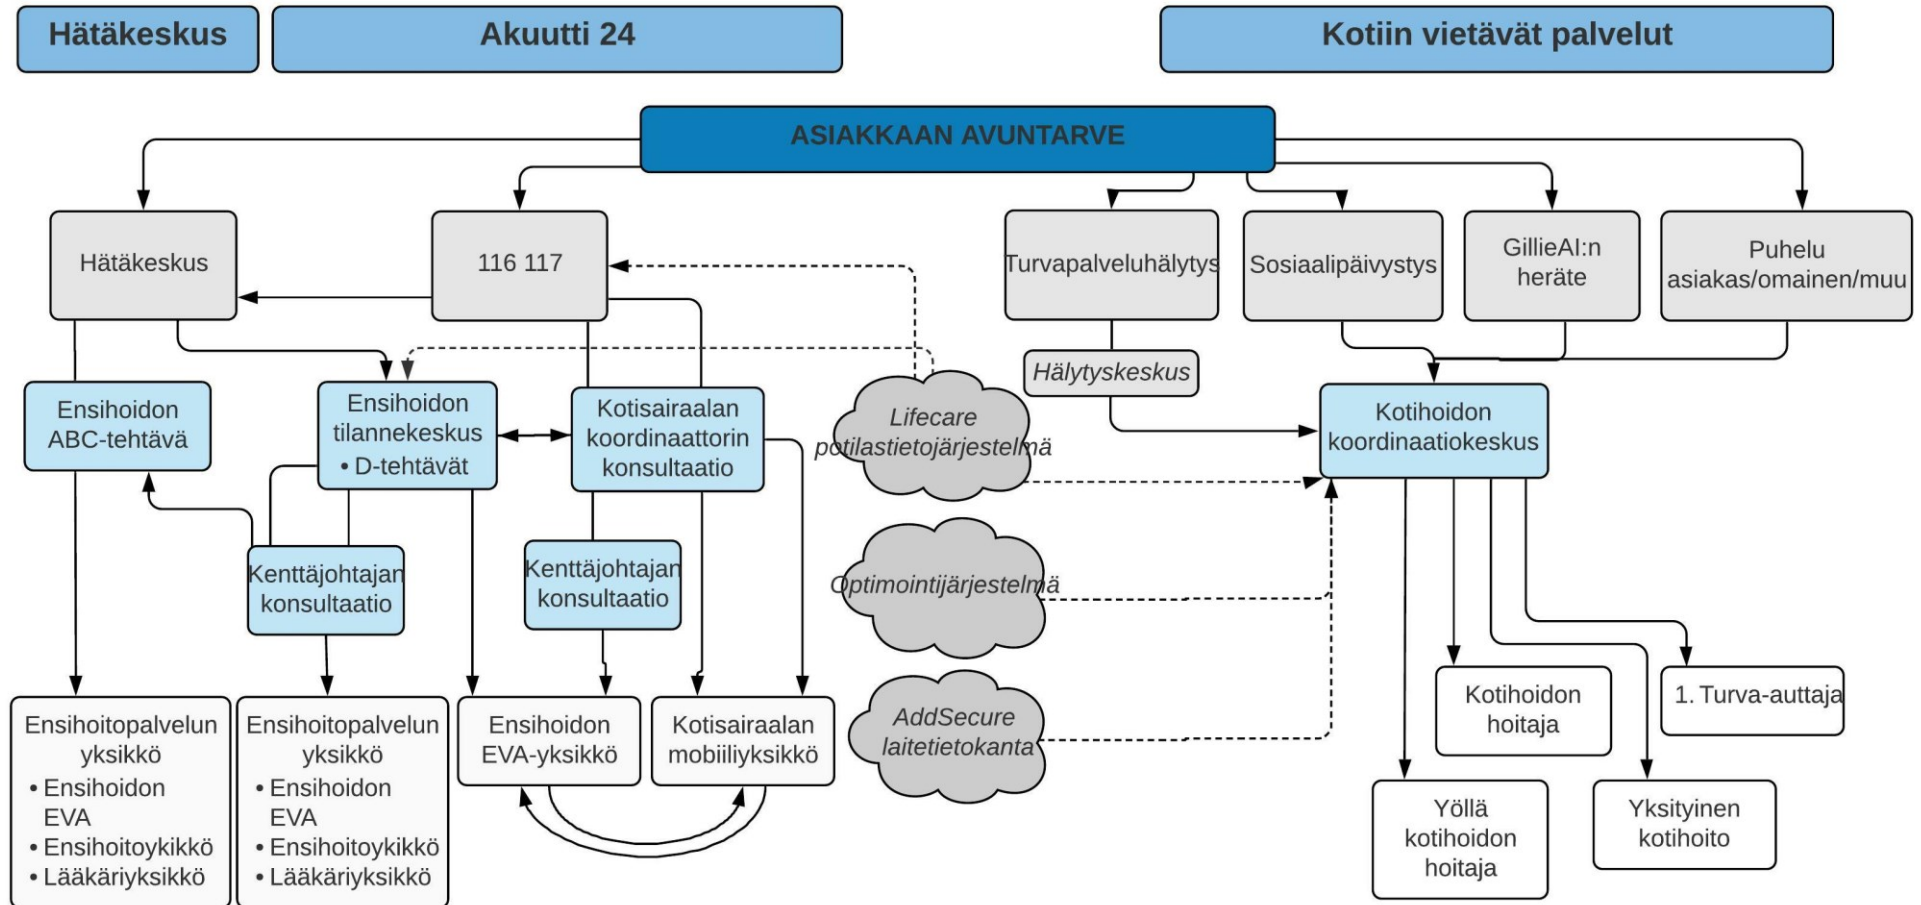 Hätäkeskus
Akuutti 24
Kotiin vietävät palvelut
ASIAKKAAN AVUNTARVE
Hätäkeskus
116 117
Turvapalveluhälytys
Sosiaalipäivystys
GillieAI:n
heräte
Puhelu
asiakas/omainen/muu
Hälytyskeskus
Ensihoidon
ABC-tehtävä
Ensihoidon
tilannekeskus
• D-tehtävät
Kotisairaalan
koordinaattorin
konsultaatio
Lifecare
potilastietojärjestelmä
Kotihoidon
koordinaatiokeskus
Kenttäjohtajan
konsultaatio
Kenttäjohtajan
konsultaatio
Optimointijärjestelmä
Ensihoitopalvelun
yksikkö
• Ensihoidon
EVA
• Ensihoitoykikkö
• Lääkäriyksikkö
Ensihoitopalvelun
yksikkö
• Ensihoidon
EVA
• Ensihoitoykikkö
• Lääkäriyksikkö
Ensihoidon
EVA-yksikkö
Kotisairaalan
mobiiliyksikkö
AddSecure
laitetietokanta
Kotihoidon
hoitaja
1. Turva-auttaja
Yöllä
kotihoidon
hoitaja
Yksityinen
kotihoito